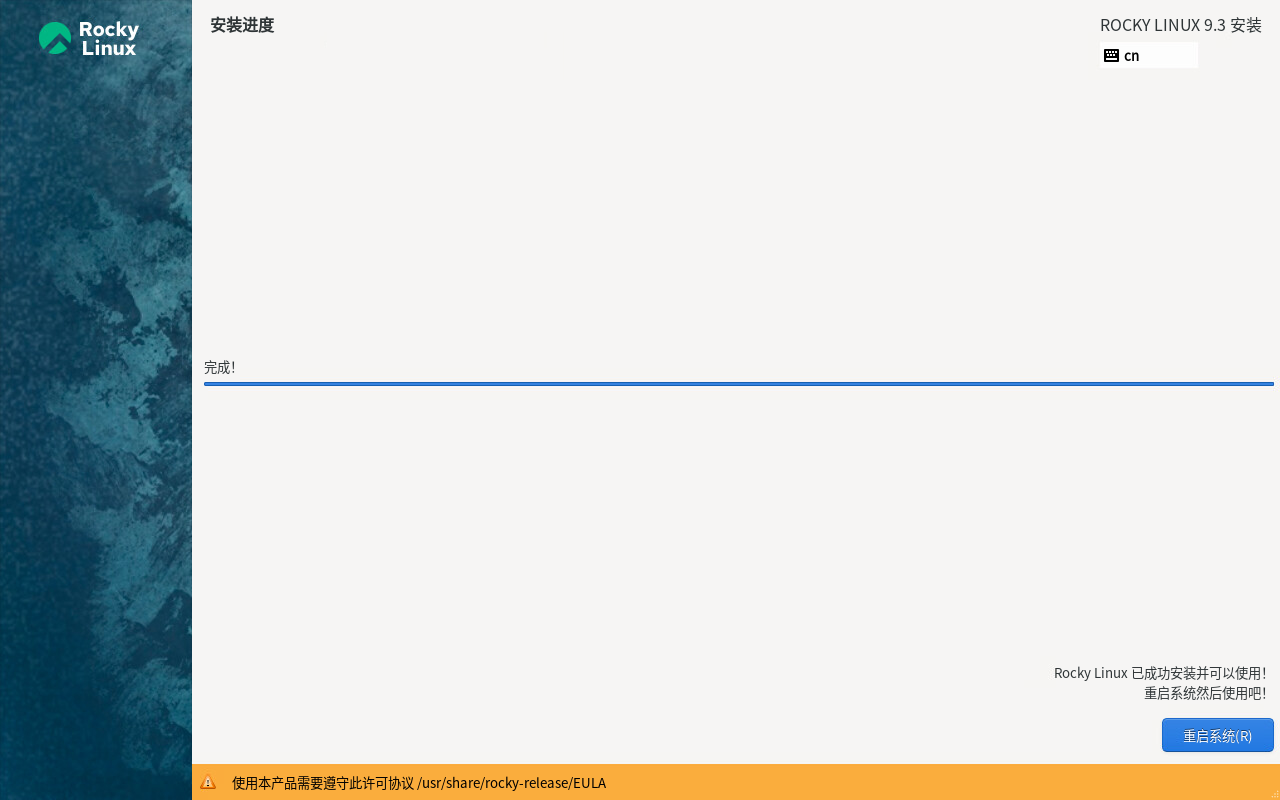 Rocky
Linux
安装进度
ROCKY LINUX 9.3 安装
cn
完成!
Rocky Linux 已成功安装并可以使用!
重启系统然后使用吧!
重启系统(R)
使用本产品需要遵守此许可协议 /usr/share/rocky-release/EULA